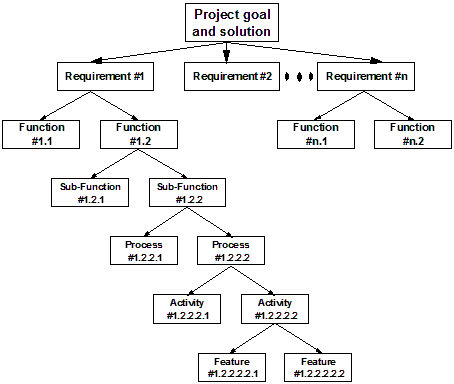 Project goal
and solution
Requirement #1
Requirement#2
Requirement #n
Function
#1.1
Function
#1.2
Function
#n.1
Function
#n.2
Sub-Function
#1.2.1
Sub-Function
#1.2.2
Process
#1.2.2.1
Process
#1.2.2.2
Activity
#1.2.2.2.1
Activity
#1.2.2.2.2
Feature
#1.2.2.2.2.1
Feature
#1.2.2.2.2.2